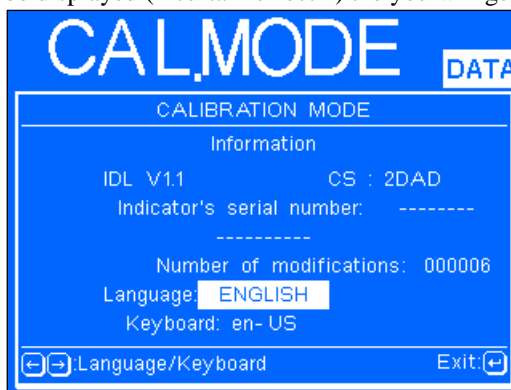 CAL.MODE
DATA
CALIBRATION MODE
Information
IDL V1.1 CS : 2DAD
Indicator's serial number: --------
----------
Number of modifications: 000006
Language: ENGLISH
Keyboard: en-US
←→:Language/Keyboard Exit:↵